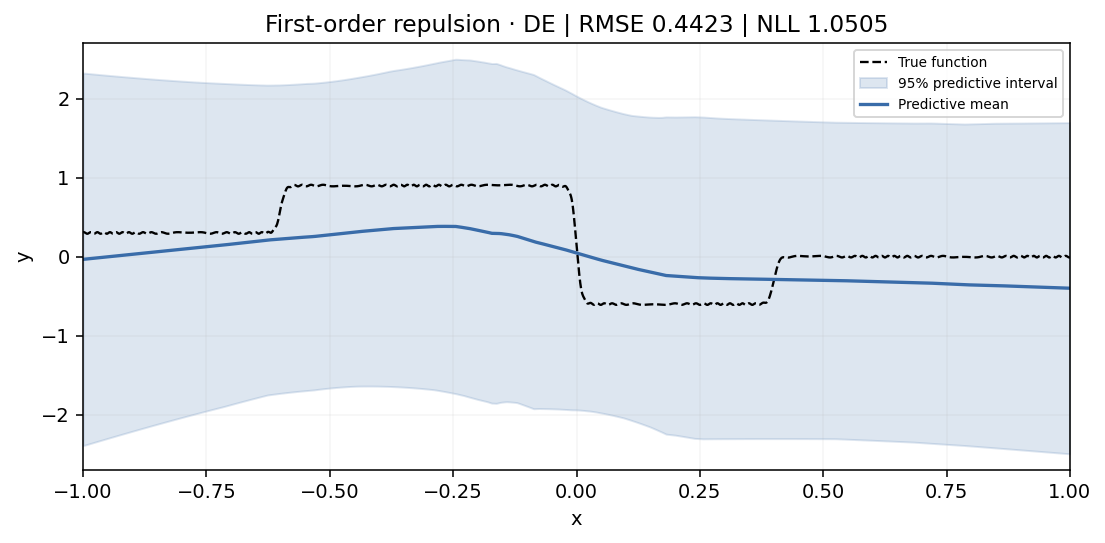 First-order repulsion · DE | RMSE 0.4423 | NLL 1.0505
True function
95% predictive interval
Predictive mean
y
2
1
0
−1
−2
−1.00 −0.75 −0.50 −0.25 0.00 0.25 0.50 0.75 1.00
x